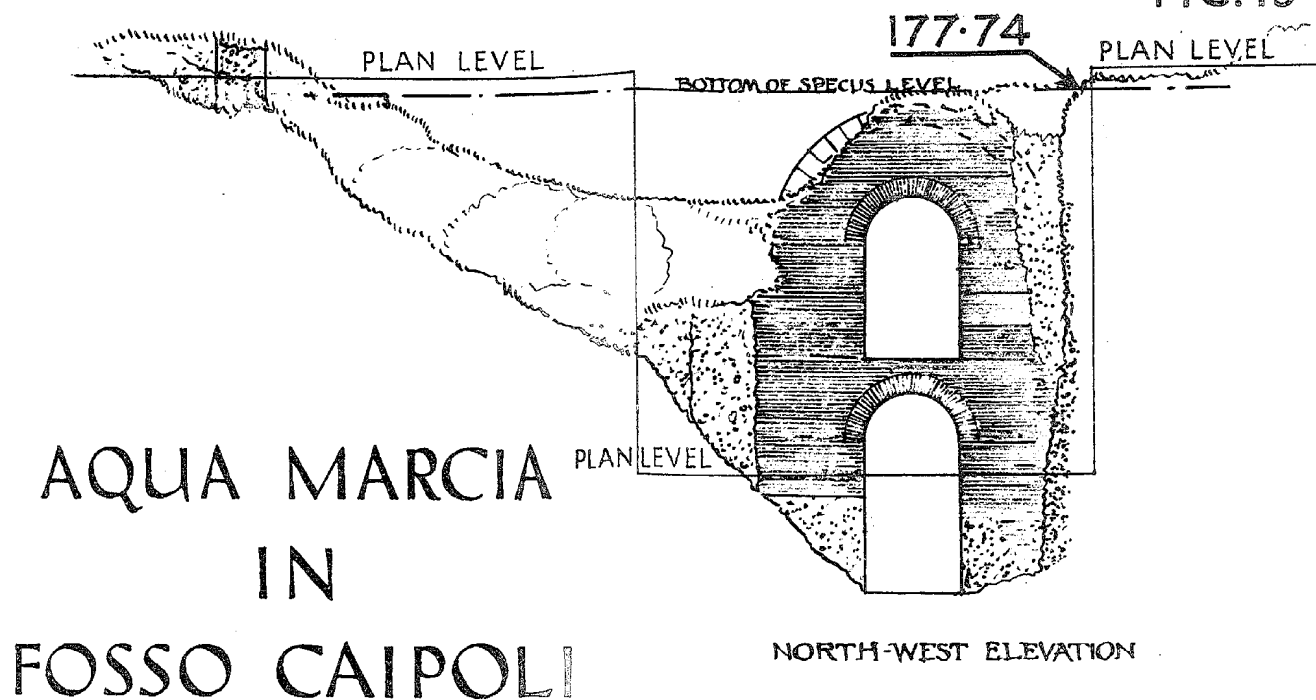 177·74
PLAN LEVEL
PLAN LEVEL
BOTTOM OF SPECUS LEVEL
PLAN LEVEL
AQUA MARCIA
IN
FOSSO CAIPOLI
NORTH-WEST ELEVATION